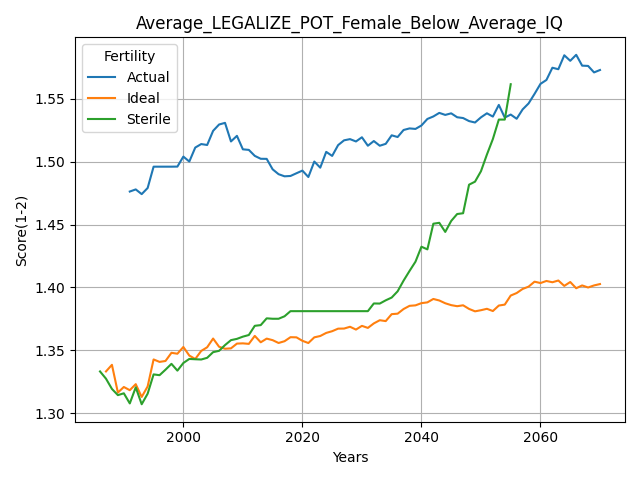 Average_LEGALIZE_POT_Female_Below_Average_IQ
Fertility
Actual
Ideal
Sterile
Score(1-2)
1.55
1.50
1.45
1.40
1.35
1.30
2000 2020 2040 2060
Years